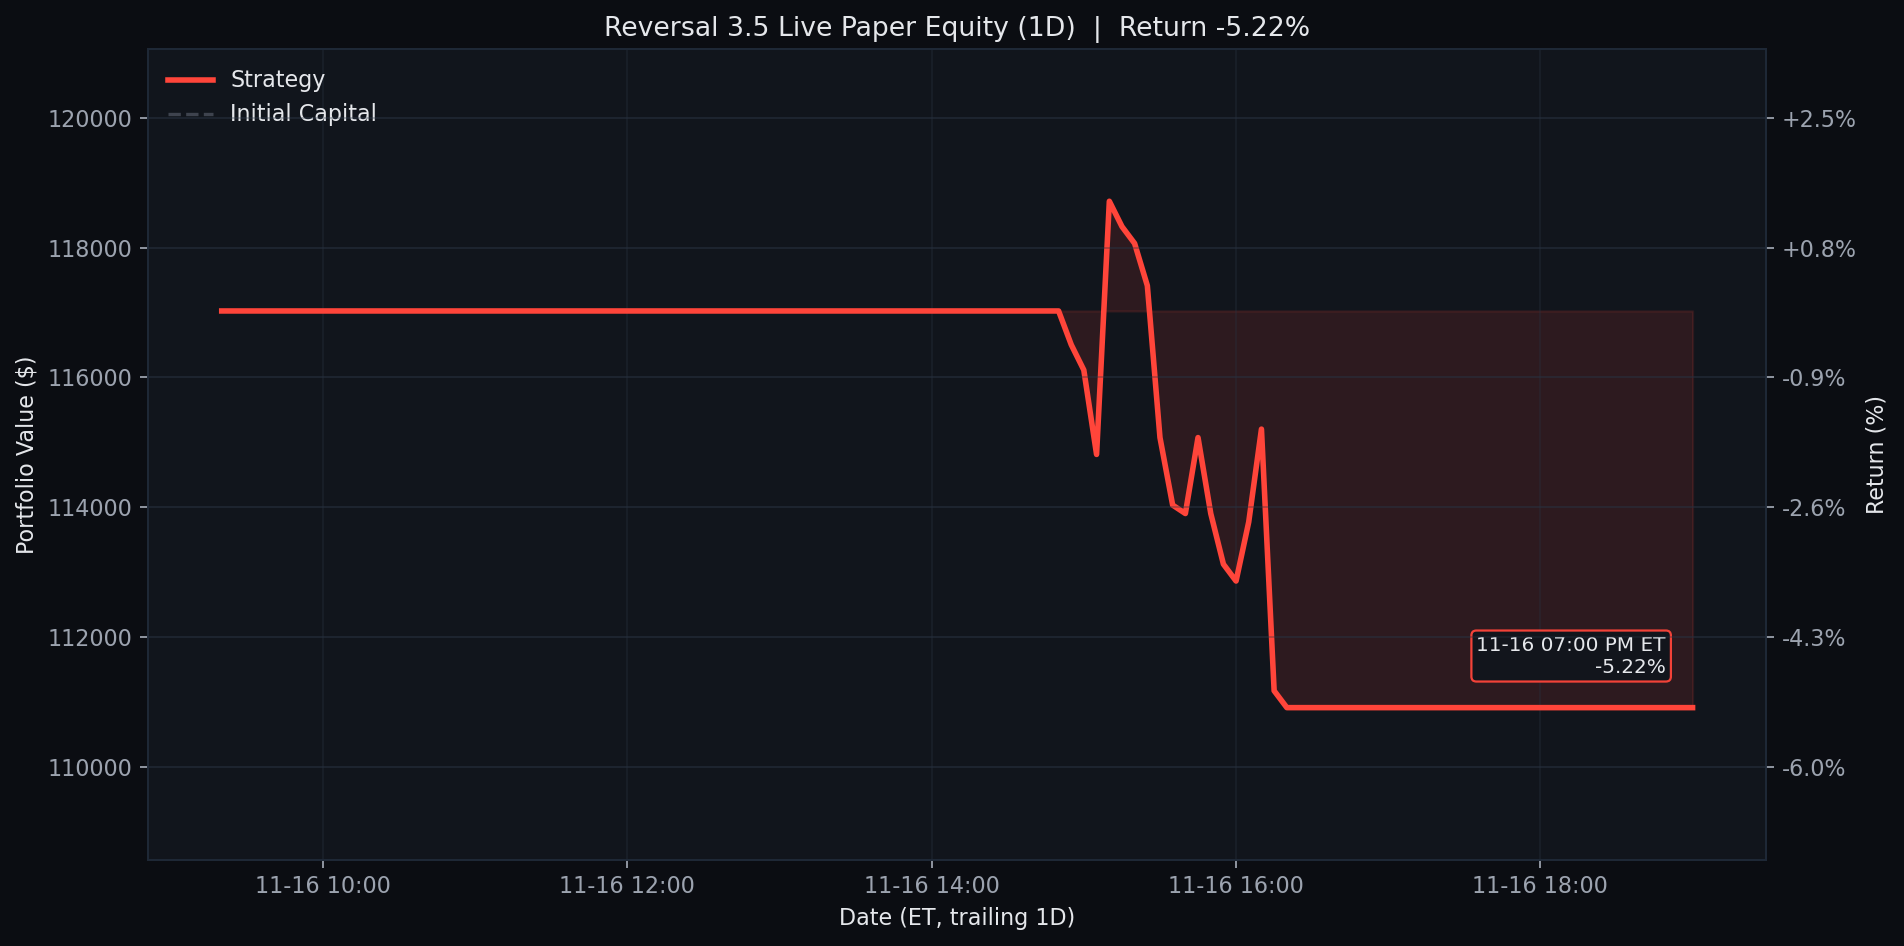 Reversal 3.5 Live Paper Equity (1D)  |  Return -5.22%
Strategy
Initial Capital
120000
118000
116000
114000
112000
110000
Portfolio Value ($)
+2.5%
+0.8%
-0.9%
-2.6%
-4.3%
-6.0%
Return (%)
11-16 07:00 PM ET
-5.22%
11-16 10:00
11-16 12:00
11-16 14:00
11-16 16:00
11-16 18:00
Date (ET, trailing 1D)